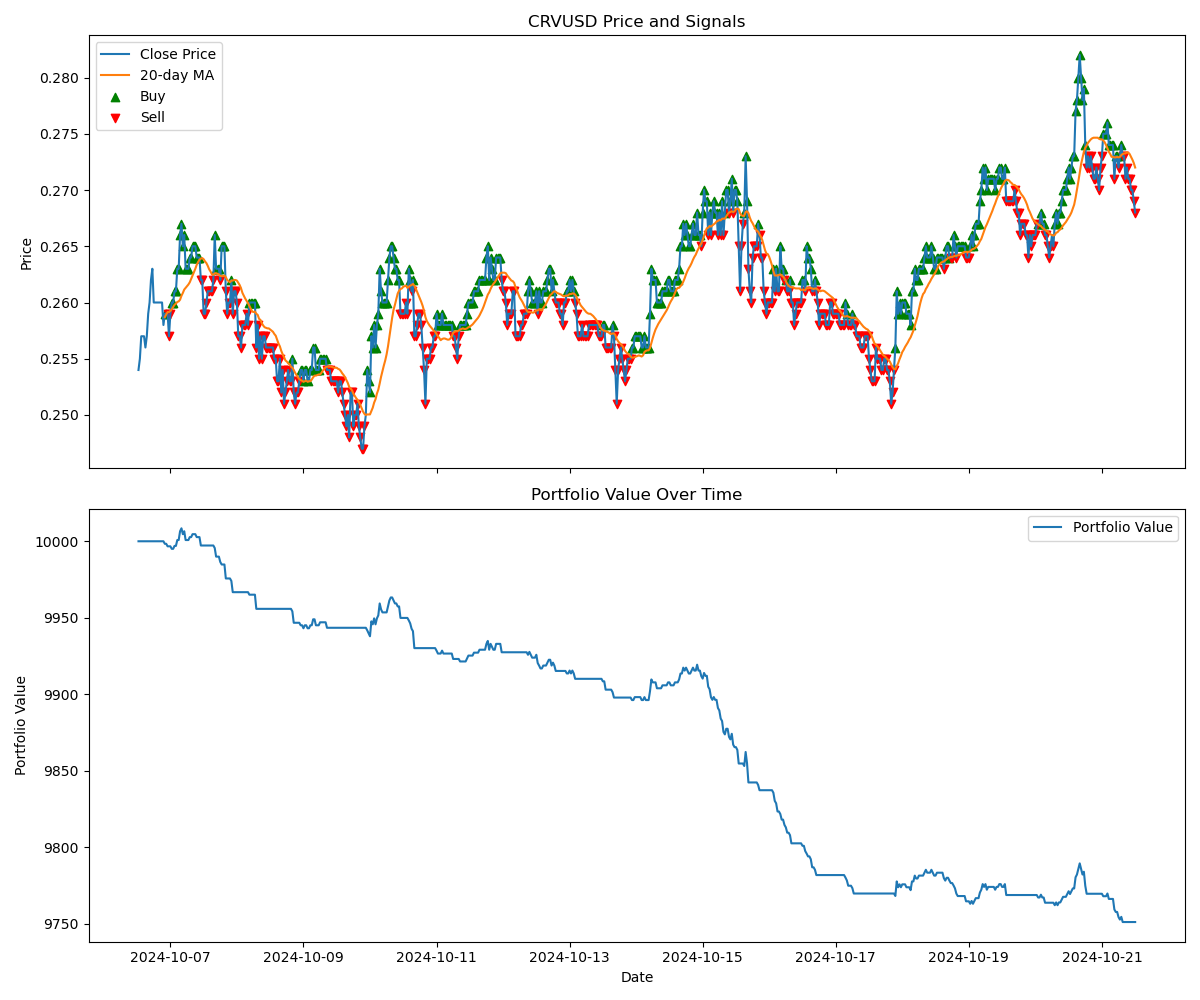 CRVUSD Price and Signals
Close Price
20-day MA
Buy
Sell
Price
0.280
0.275
0.270
0.265
0.260
0.255
0.250
Portfolio Value Over Time
Portfolio Value
Portfolio Value
10000
9950
9900
9850
9800
9750
2024-10-07 2024-10-09 2024-10-11 2024-10-13 2024-10-15 2024-10-17 2024-10-19 2024-10-21
Date